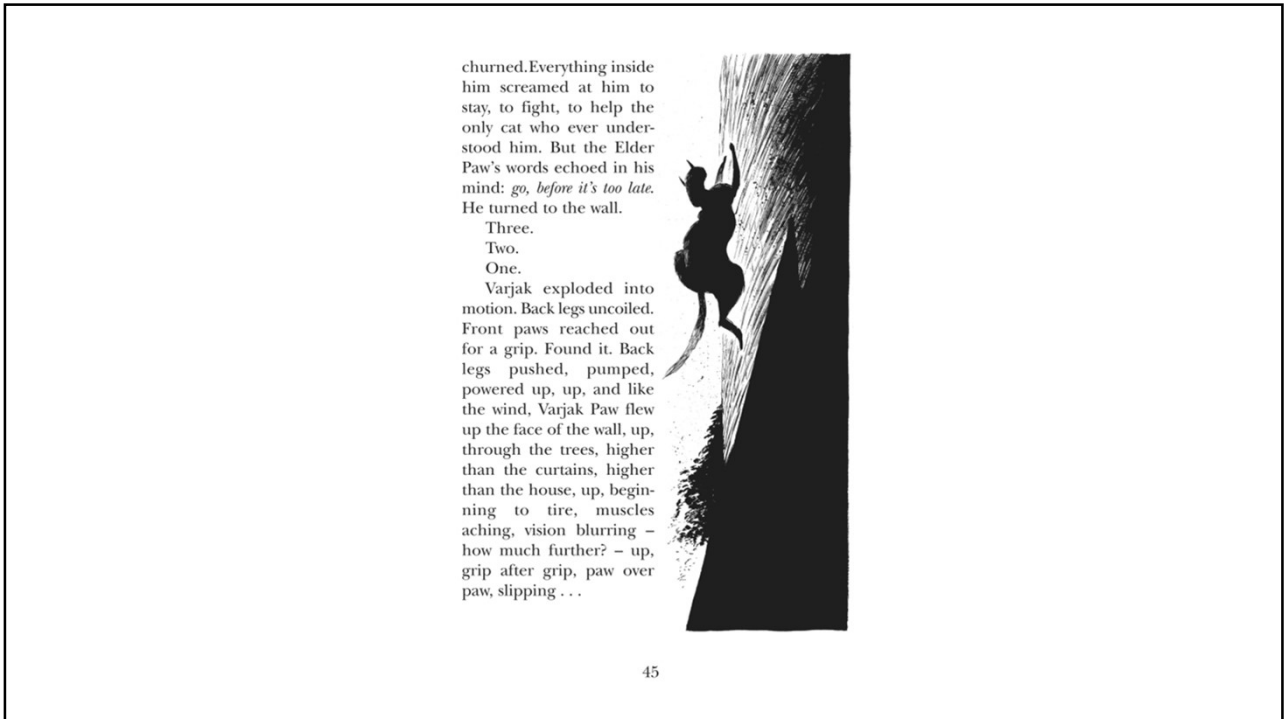 churned.Everything inside
him screamed at him to
stay, to fight, to help the
only cat who ever under-
stood him. But the Elder
Paw's words echoed in his
mind: go, before it's too late.
He turned to the wall.
Three.
Two.
One.
Varjak exploded into
motion. Back legs uncoiled.
Front paws reached out
for a grip. Found it. Back
legs pushed, pumped,
powered up, up, and like
the wind, Varjak Paw flew
up the face of the wall, up,
through the trees, higher
than the curtains, higher
than the house, up, begin-
ning to tire, muscles
aching, vision blurring –
how much further? – up,
grip after grip, paw over
paw, slipping . . .
45